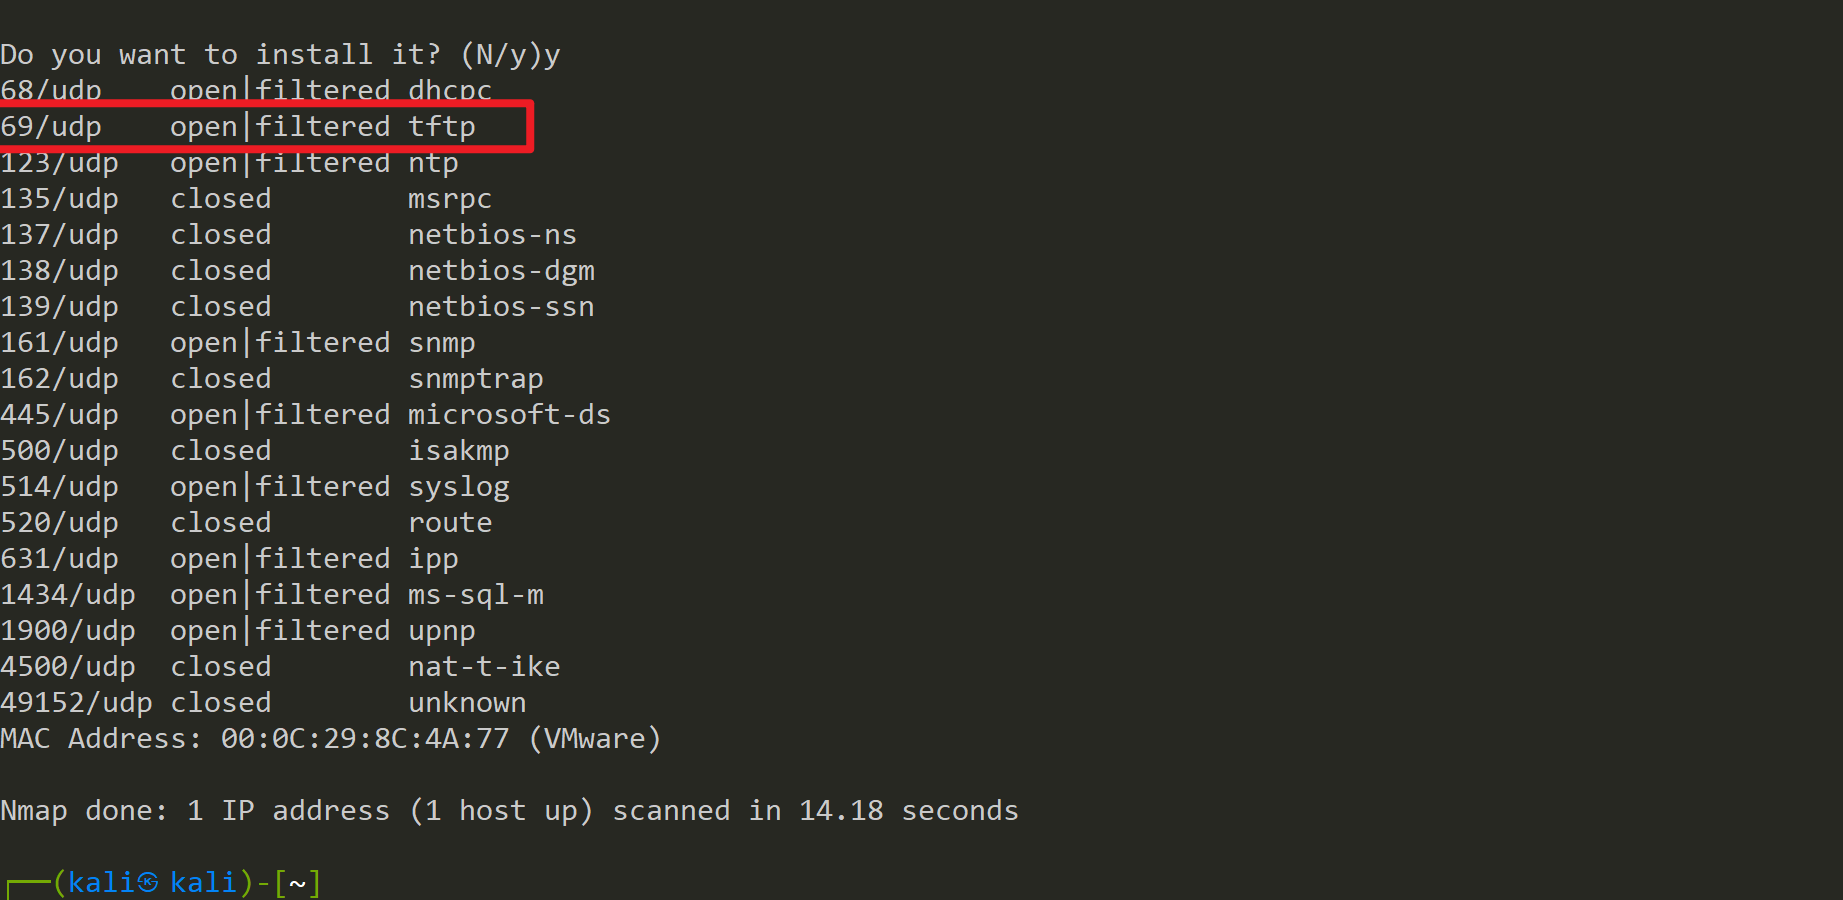 Do you want to install it? (N/y)y
68/udp    open|filtered dhcpc
69/udp    open|filtered tftp
123/udp   open|filtered ntp
135/udp   closed        msrpc
137/udp   closed        netbios-ns
138/udp   closed        netbios-dgm
139/udp   closed        netbios-ssn
161/udp   open|filtered snmp
162/udp   closed        snmptrap
445/udp   open|filtered microsoft-ds
500/udp   closed        isakmp
514/udp   open|filtered syslog
520/udp   closed        route
631/udp   open|filtered ipp
1434/udp  open|filtered ms-sql-m
1900/udp  open|filtered upnp
4500/udp  closed        nat-t-ike
49152/udp closed        unknown
MAC Address: 00:0C:29:8C:4A:77 (VMware)
Nmap done: 1 IP address (1 host up) scanned in 14.18 seconds
┌──(kali㉿kali)-[~]